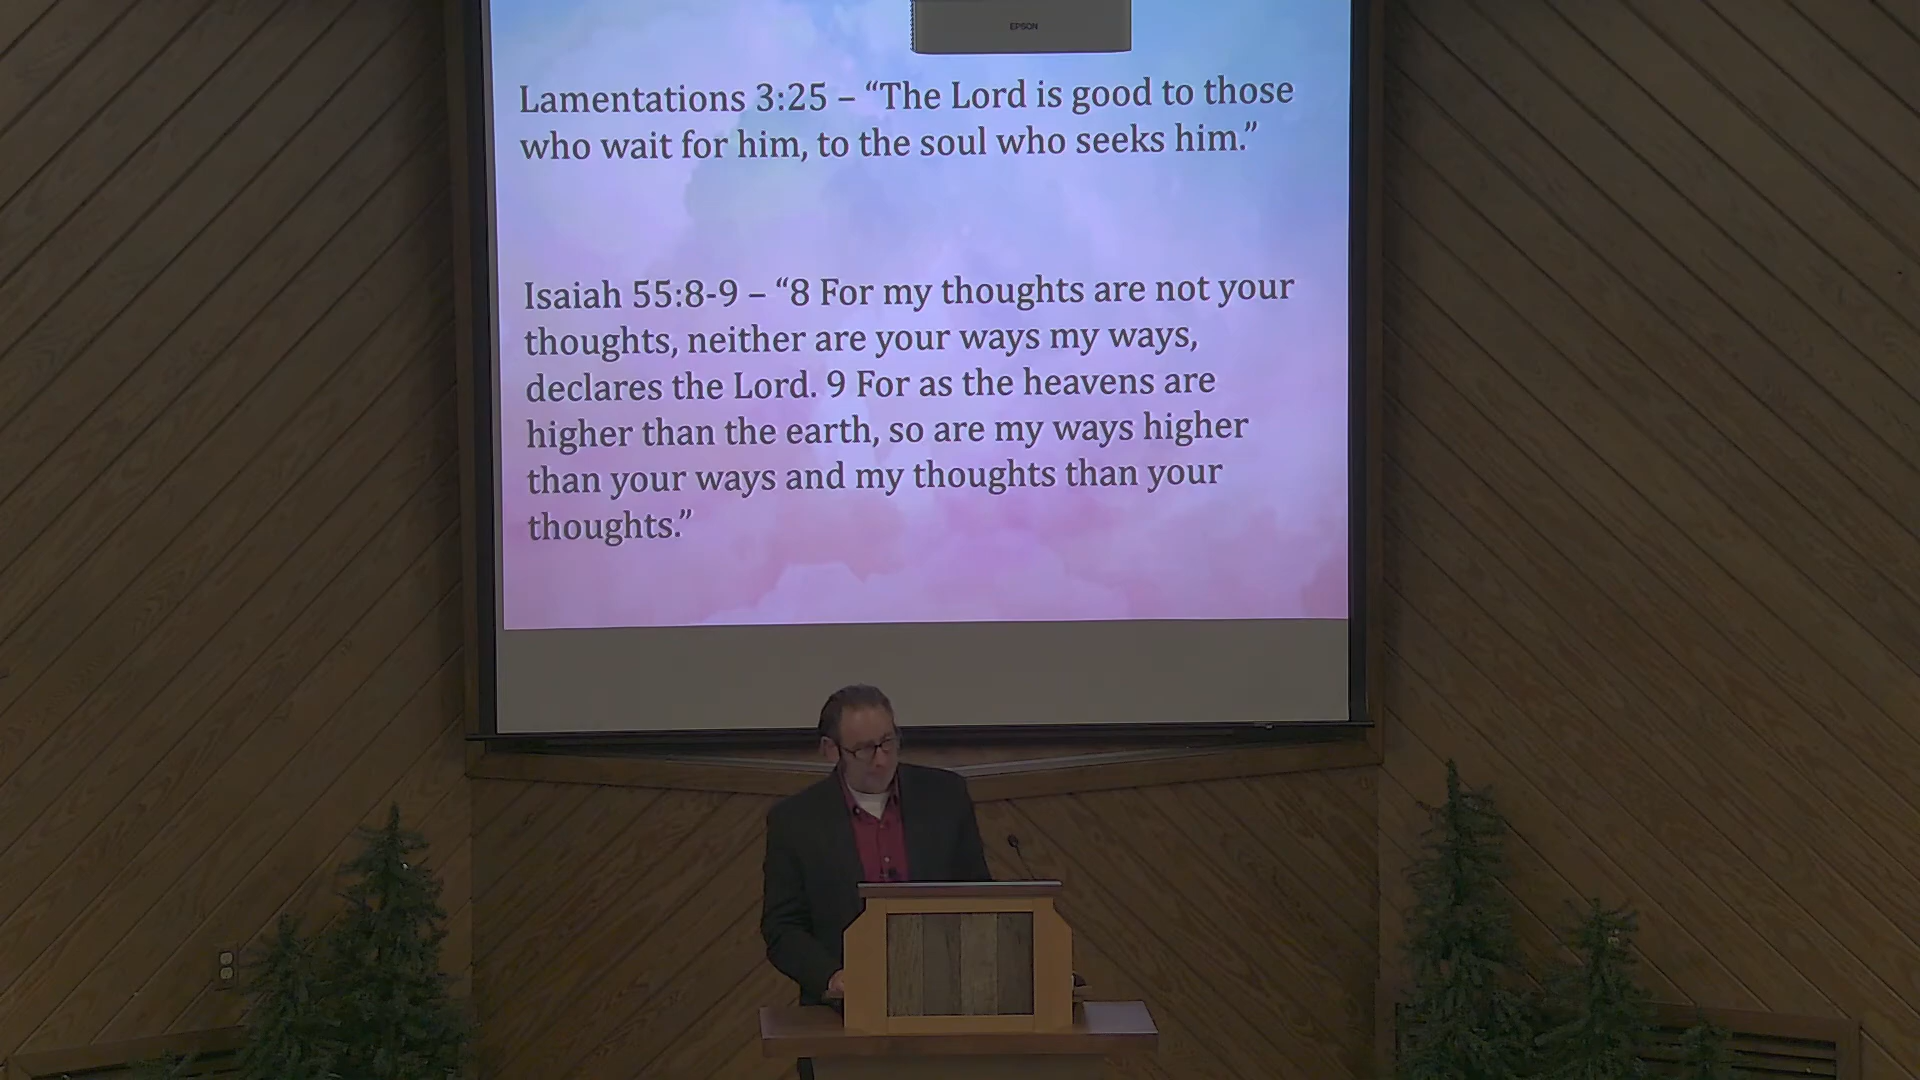 EPSON
Lamentations 3:25 – “The Lord is good to those
who wait for him, to the soul who seeks him.”
Isaiah 55:8-9 – “8 For my thoughts are not your
thoughts, neither are your ways my ways,
declares the Lord. 9 For as the heavens are
higher than the earth, so are my ways higher
than your ways and my thoughts than your
thoughts.”